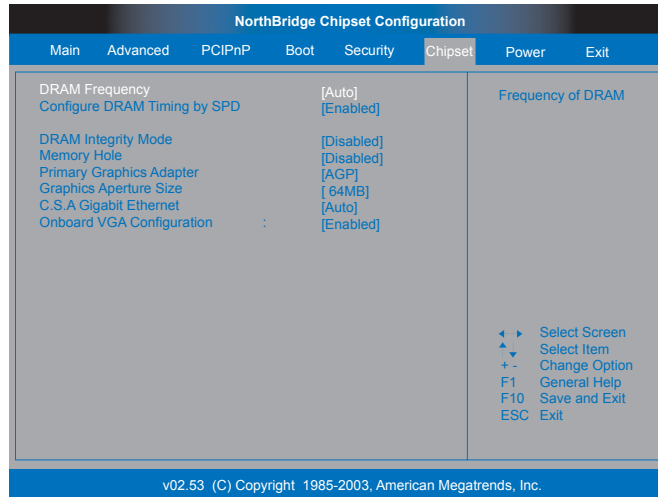 NorthBridge Chipset Configuration
Main Advanced PCIPnP Boot Security Chipset Power Exit
DRAM Frequency [Auto]
Configure DRAM Timing by SPD [Enabled]
DRAM Integrity Mode [Disabled]
Memory Hole [Disabled]
Primary Graphics Adapter [AGP]
Graphics Aperture Size [ 64MB]
C.S.A Gigabit Ethernet [Auto]
Onboard VGA Configuration : [Enabled]
Frequency of DRAM
Select Screen
Select Item
+ - Change Option
F1 General Help
F10 Save and Exit
ESC Exit
v02.53 (C) Copyright 1985-2003, American Megatrends, Inc.